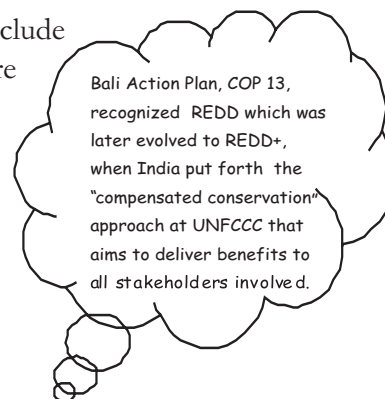 clude
re
Bali Action Plan, COP 13,
recognized REDD which was
later evolved to REDD+,
when India put forth the
“compensated conservation”
approach at UNFCCC that
aims to deliver benefits to
all stakeholders involved.